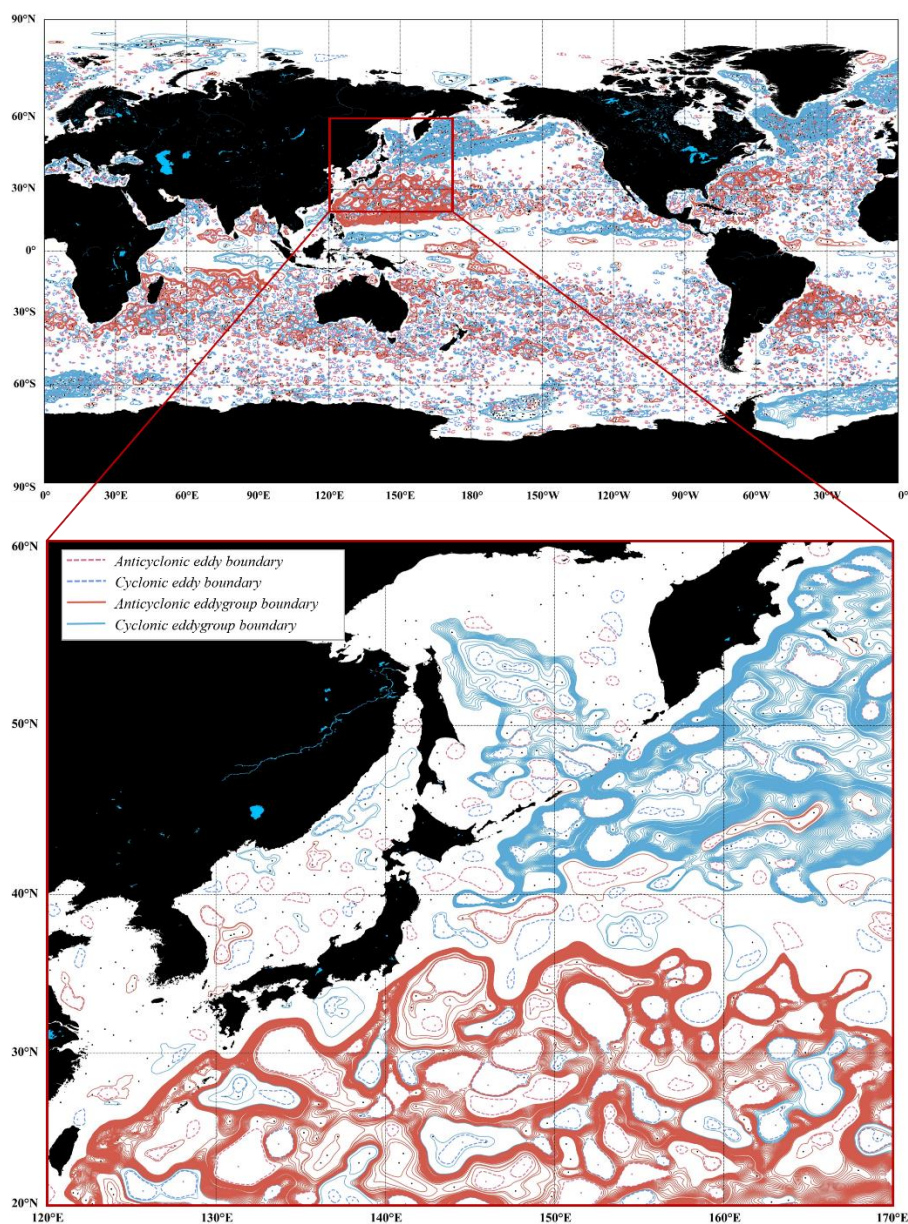 90°N
60°N
30°N
0°
30°S
60°S
90°S
0° 30°E 60°E 90°E 120°E 150°E 180° 150°W 120°W 90°W 60°W 30°W 0°
60°N
50°N
40°N
30°N
20°N
Anticyclonic eddy boundary
Cyclonic eddy boundary
Anticyclonic eddygroup boundary
Cyclonic eddygroup boundary
120°E 130°E 140°E 150°E 160°E 170°E